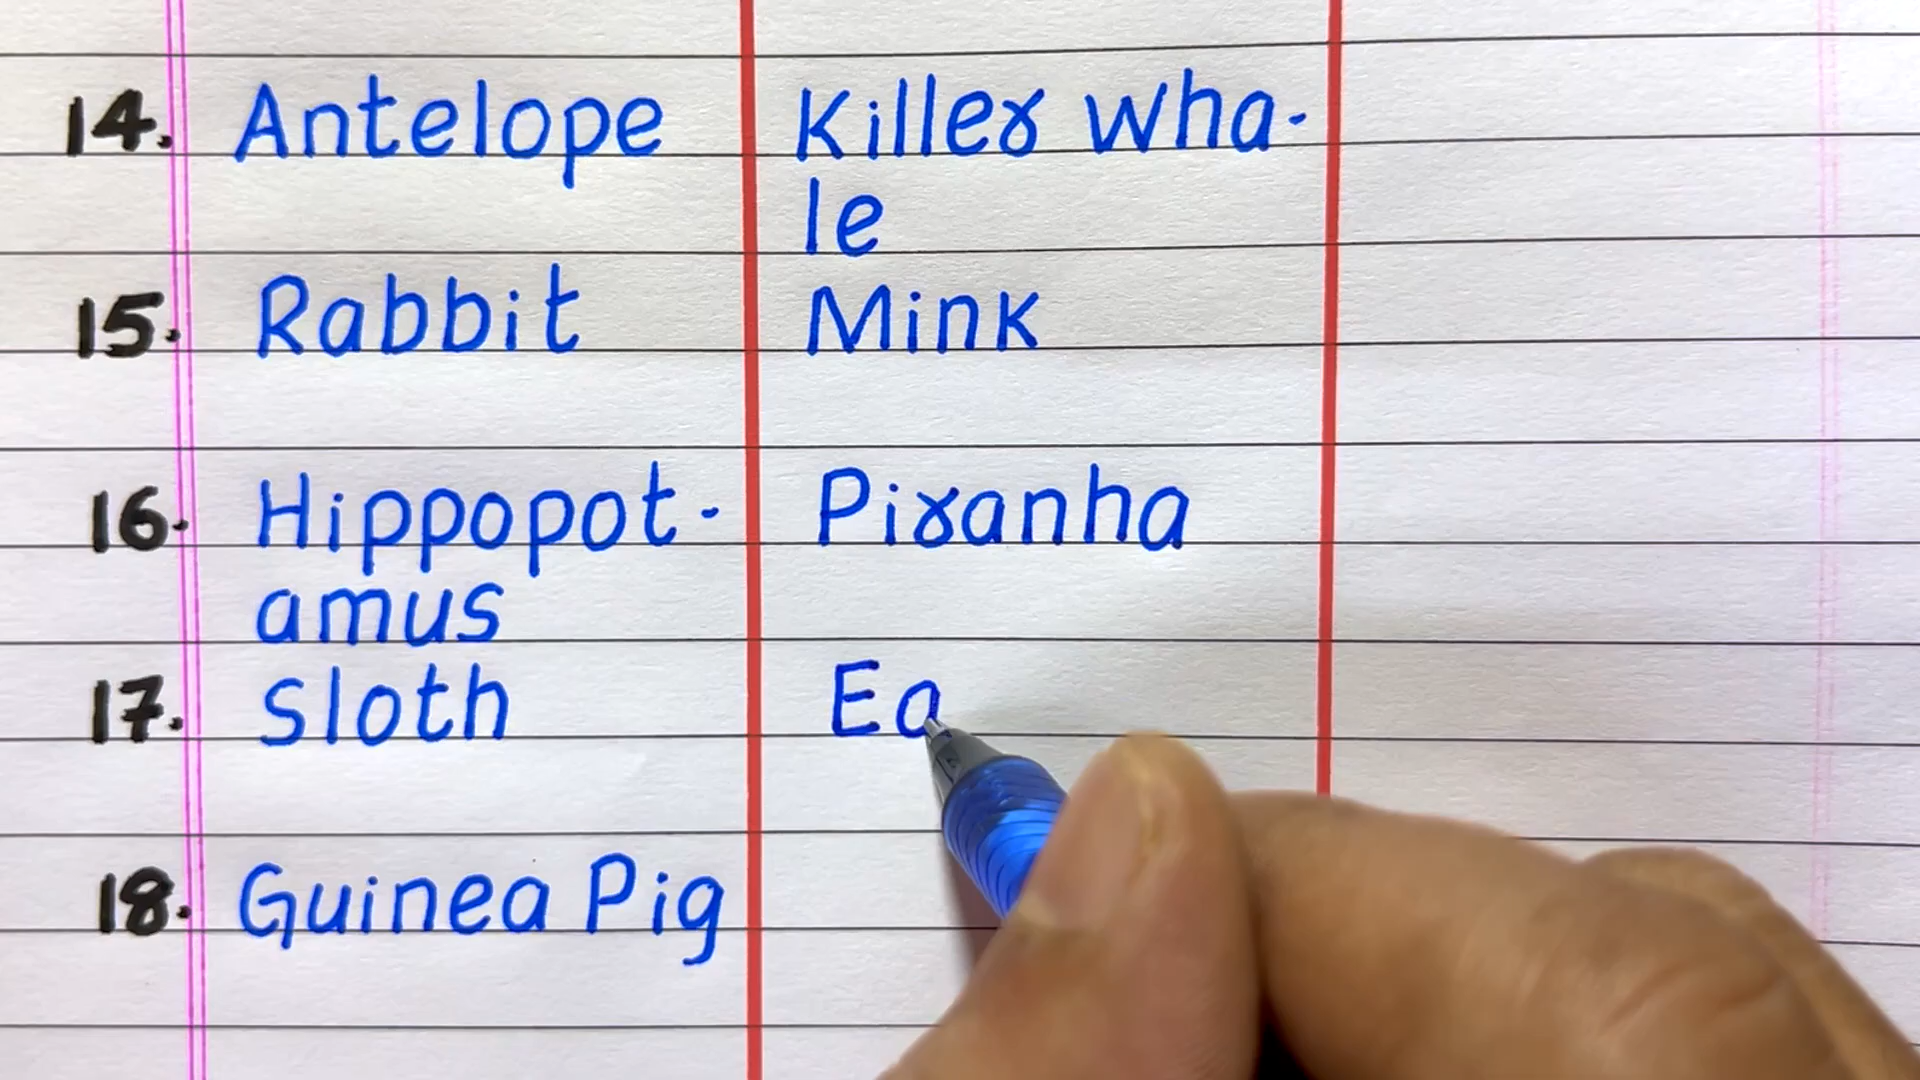 14. Antelope Killer Wha-
le
15. Rabbit Mink
16. Hippopot- Piranha
amus
17. Sloth Ea
18. Guinea Pig